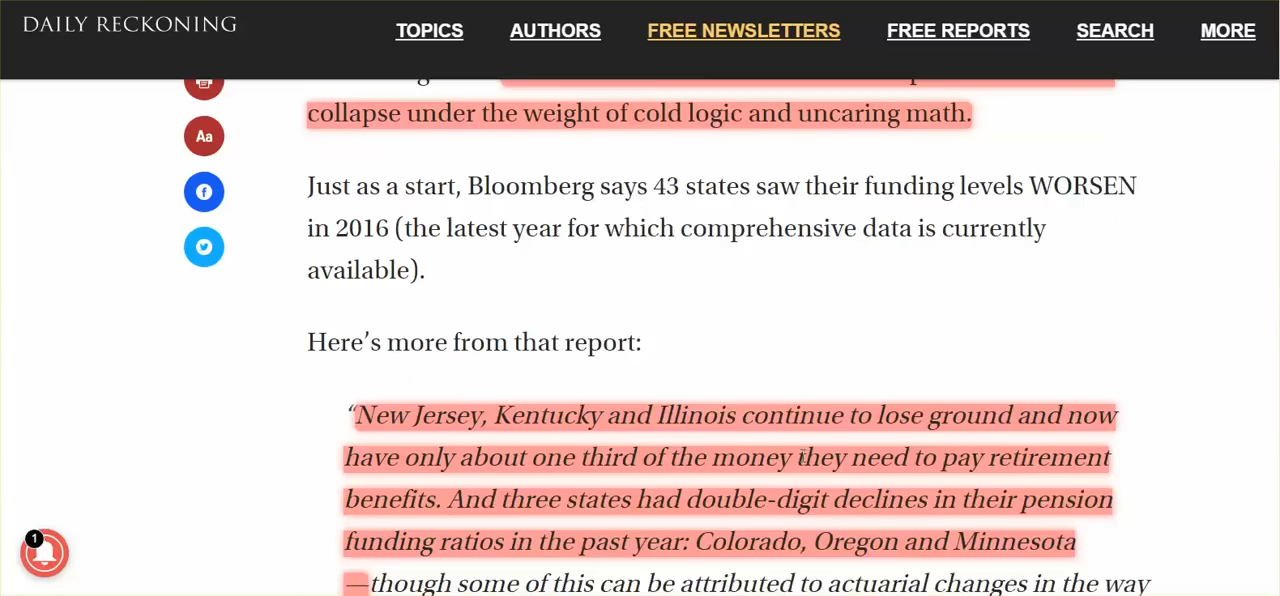 DAILY RECKONING
TOPICS AUTHORS FREE NEWSLETTERS FREE REPORTS SEARCH MORE
collapse under the weight of cold logic and uncaring math.
Aa
Just as a start, Bloomberg says 43 states saw their funding levels WORSEN
in 2016 (the latest year for which comprehensive data is currently
available).
Here’s more from that report:
“New Jersey, Kentucky and Illinois continue to lose ground and now
have only about one third of the money they need to pay retirement
benefits. And three states had double-digit declines in their pension
funding ratios in the past year: Colorado, Oregon and Minnesota
—though some of this can be attributed to actuarial changes in the way
1